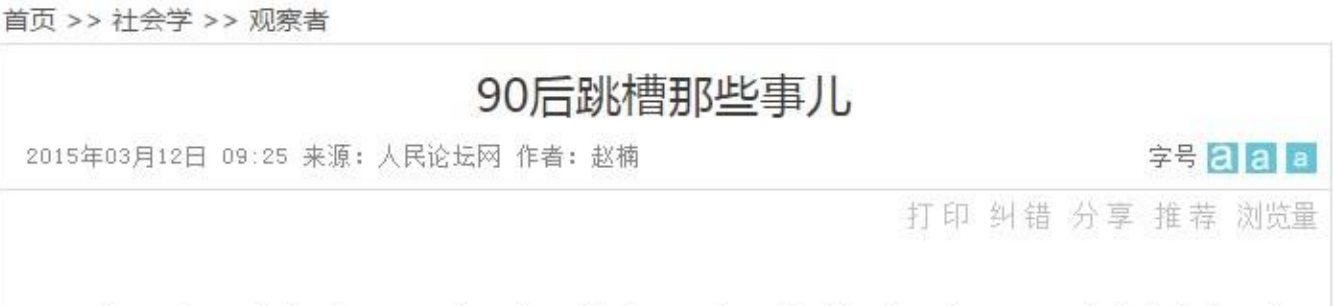 首页 >> 社会学 >> 观察者
90后跳槽那些事儿
2015年03月12日 09:25 来源：人民论坛网 作者：赵楠 字号 a a a
打印 纠错 分享 推荐 浏览量